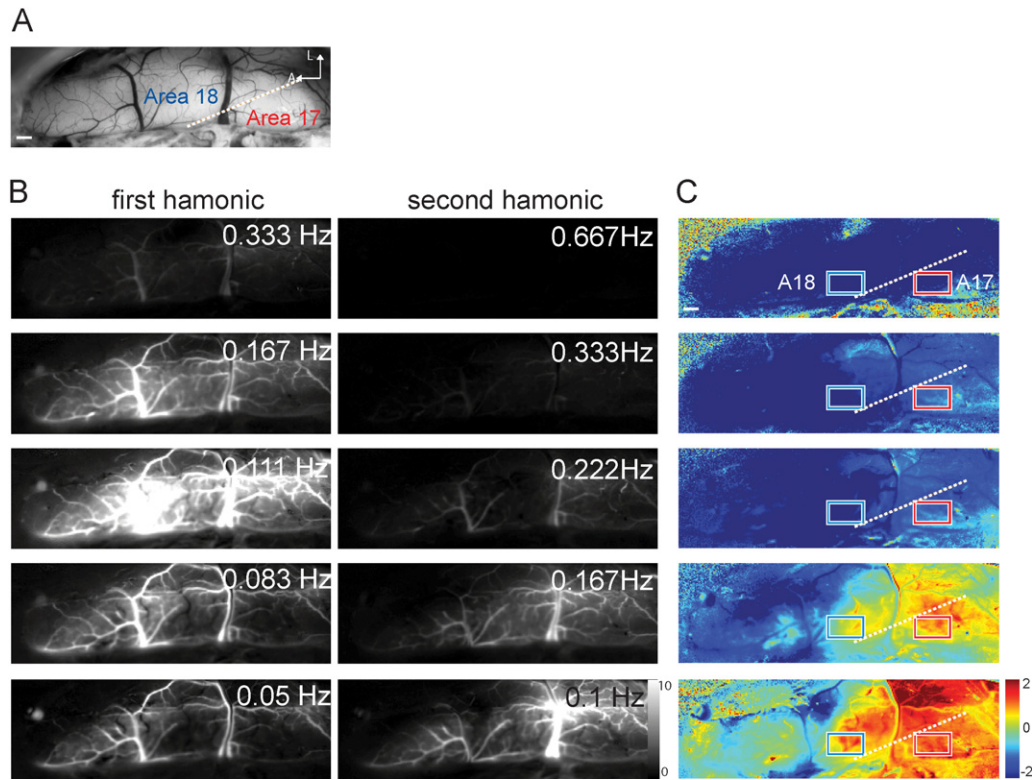 A
L
A
Area 18
Area 17
B
first hamonic
second hamonic
C
0.333 Hz
0.667Hz
A18
A17
0.167 Hz
0.333Hz
0.111 Hz
0.222Hz
0.083 Hz
0.167Hz
0.05 Hz
0.1 Hz
10
0
2
0
-2